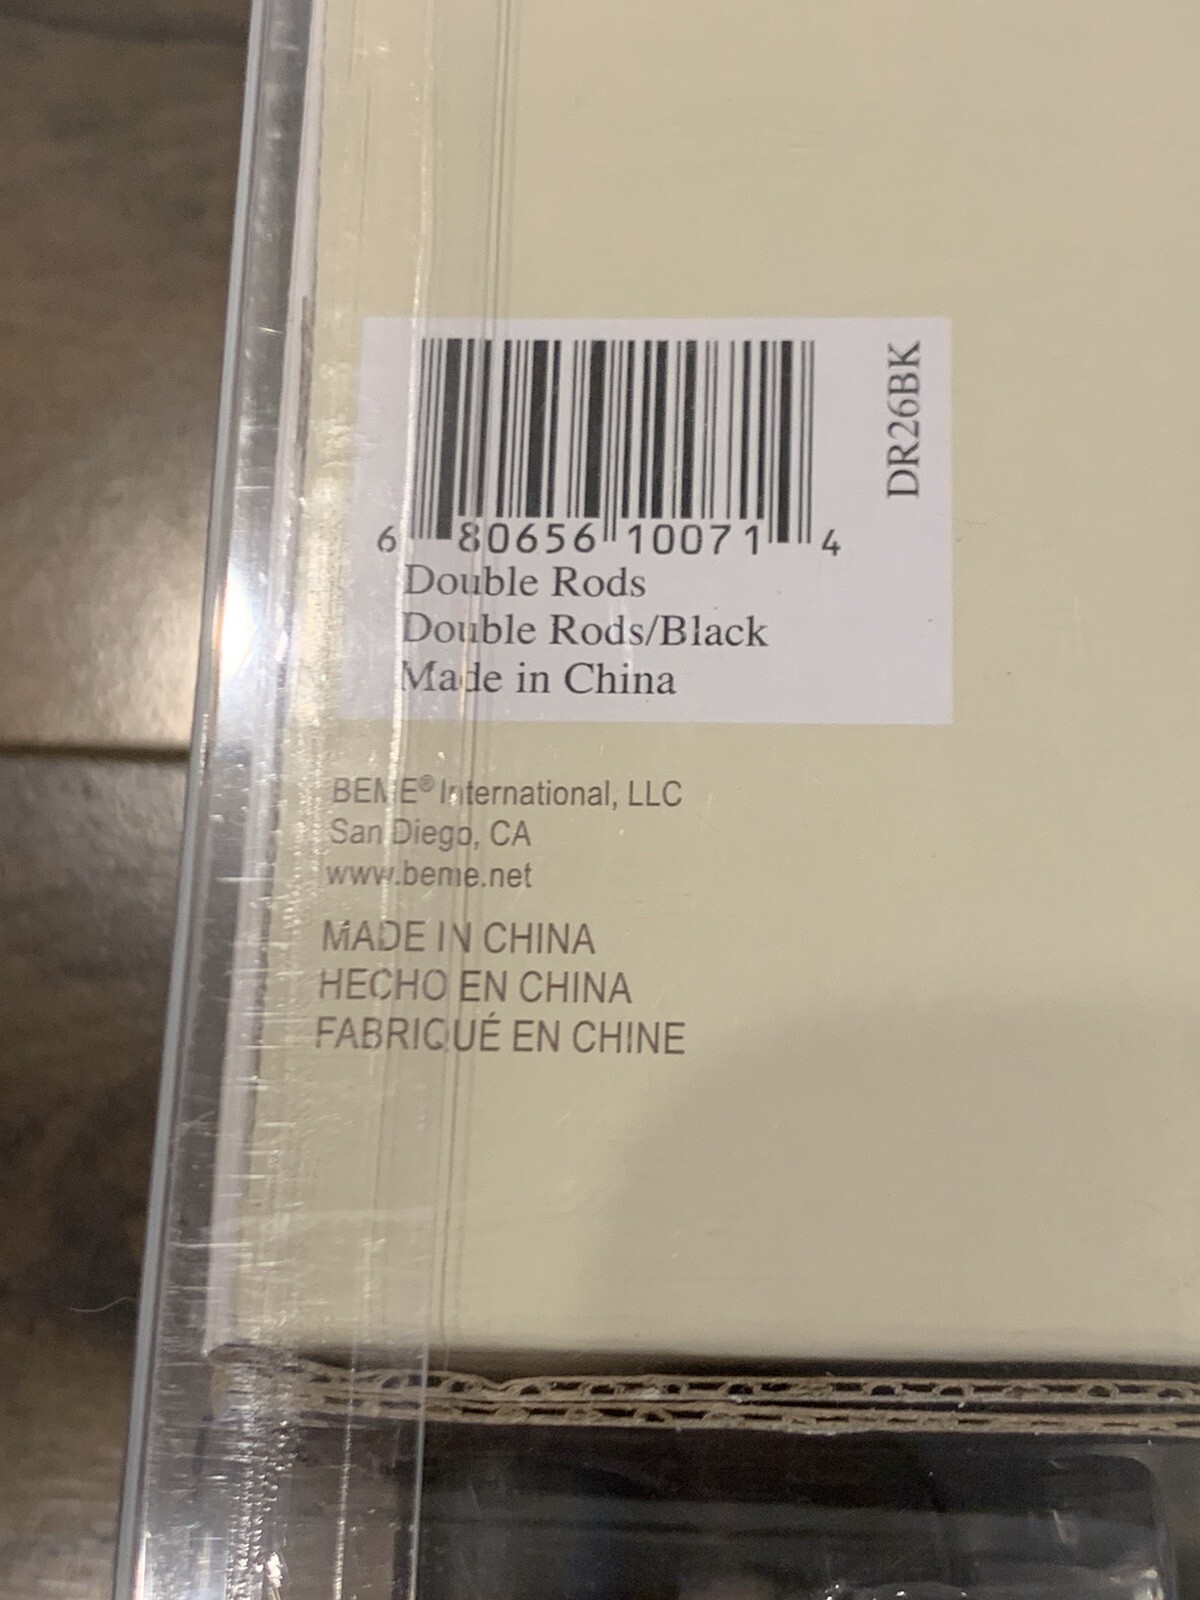 DR26BK
6 80656 10071 4
Double Rods
Double Rods/Black
Made in China
BEME® International, LLC
San Diego, CA
www.beme.net
MADE IN CHINA
HECHO EN CHINA
FABRIQUÉ EN CHINE